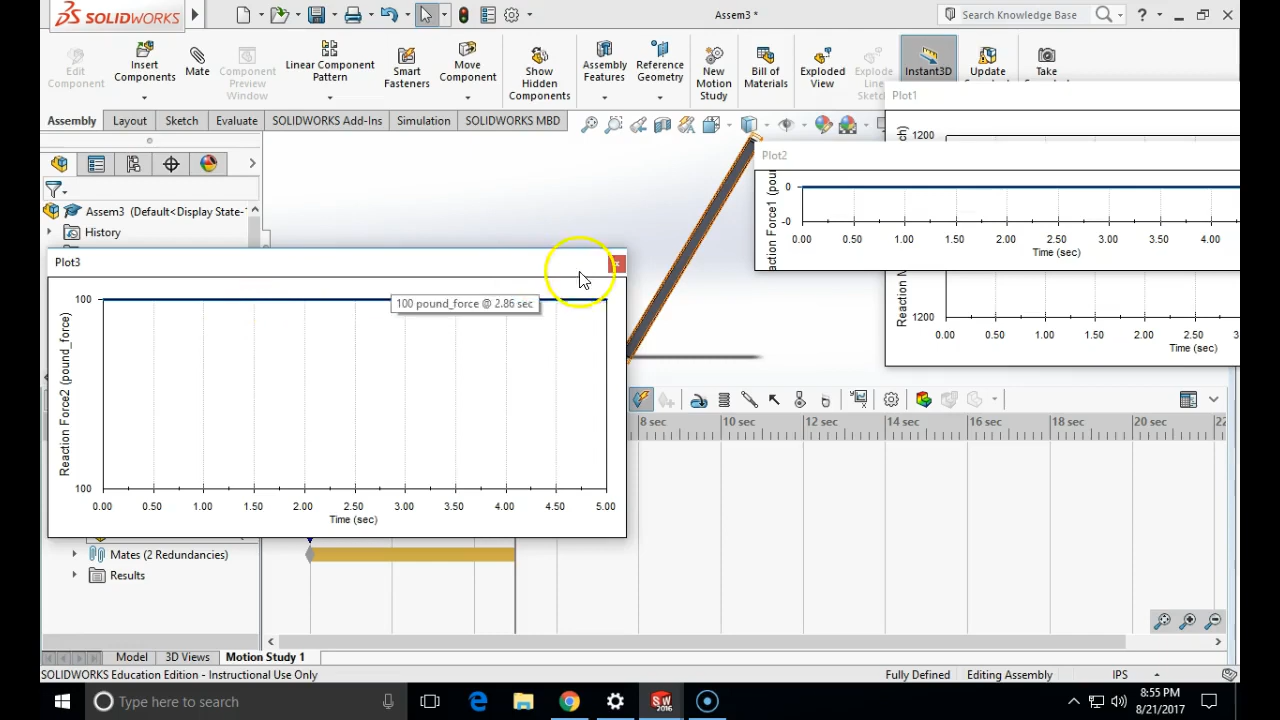 SOLIDWORKS
Assem3 *
Search Knowledge Base
?
Edit
Component
Insert
Components
Mate
Component
Preview
Window
Linear Component
Pattern
Smart
Fasteners
Move
Component
Show
Hidden
Components
Assembly
Features
Reference
Geometry
New
Motion
Study
Bill of
Materials
Exploded
View
Explode
Line
Instant3D
Update
Take
Assembly
Layout
Sketch
Evaluate
SOLIDWORKS Add-Ins
Simulation
SOLIDWORKS MBD
Plot1
1200
Reaction M
1200
0.00 0.50 1.00 1.50 2.00 2.50
Time (sec)
Plot2
Reaction Force1 (pou
0
-0
0.00 0.50 1.00 1.50 2.00 2.50 3.00 3.50 4.00
Time (sec)
Assem3 (Default<Display State-
History
Plot3
Reaction Force2 (pound_force)
100
100 pound_force @ 2.86 sec
100
0.00 0.50 1.00 1.50 2.00 2.50 3.00 3.50 4.00 4.50 5.00
Time (sec)
8 sec 10 sec 12 sec 14 sec 16 sec 18 sec 20 sec 22
Mates (2 Redundancies)
Results
Model
3D Views
Motion Study 1
SOLIDWORKS Education Edition - Instructional Use Only
Fully Defined
Editing Assembly
IPS
Type here to search
SW
2016
8:55 PM
8/21/2017